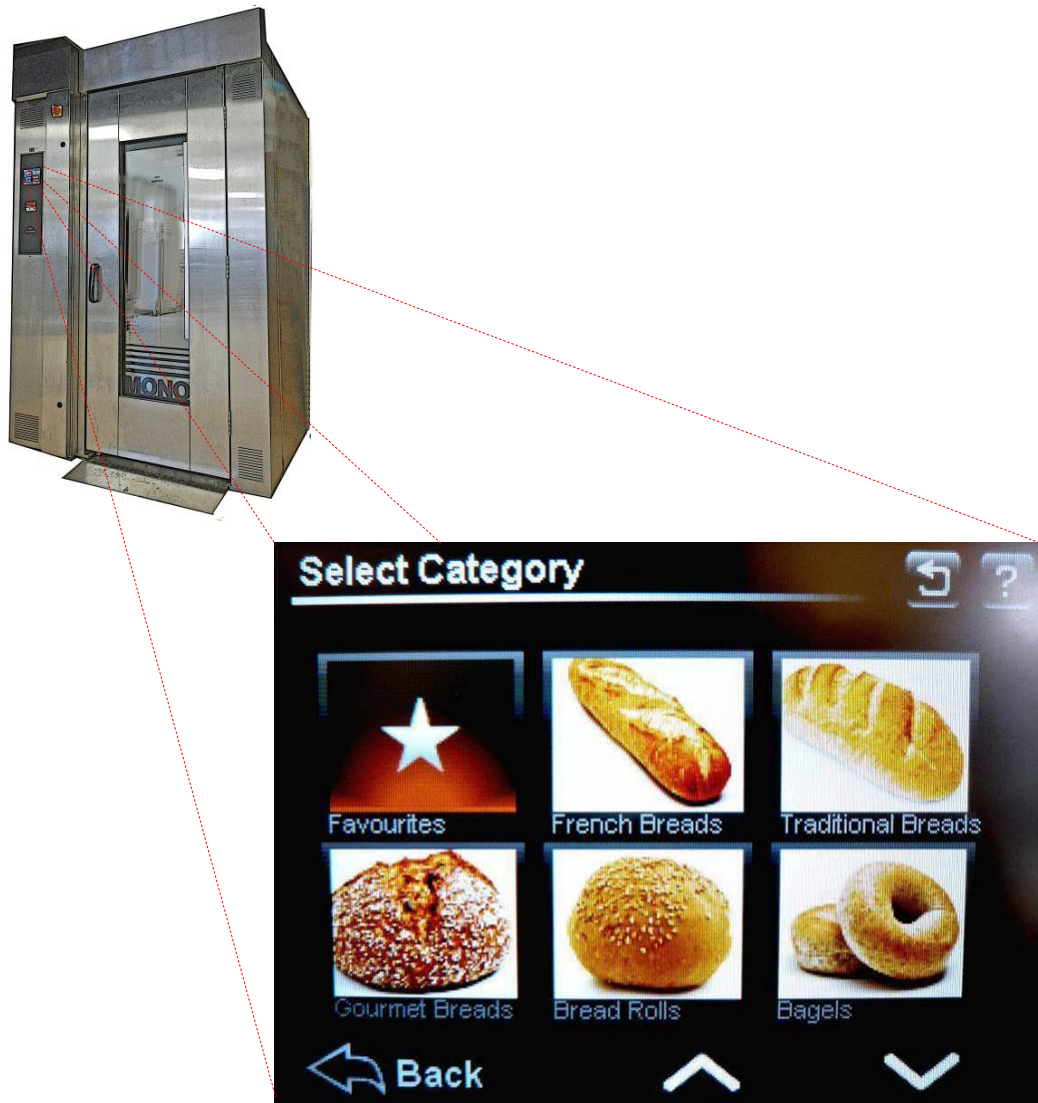 MONO
Select Category
?
Favourites
French Breads
Traditional Breads
Gourmet Breads
Bread Rolls
Bagels
Back